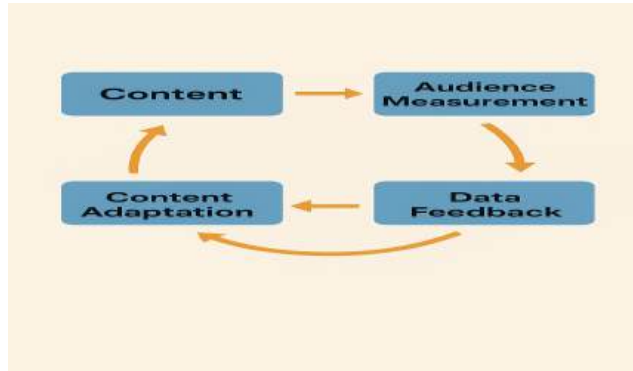 Content
Audience
Measurement
Content
Adaptation
Data
Feedback